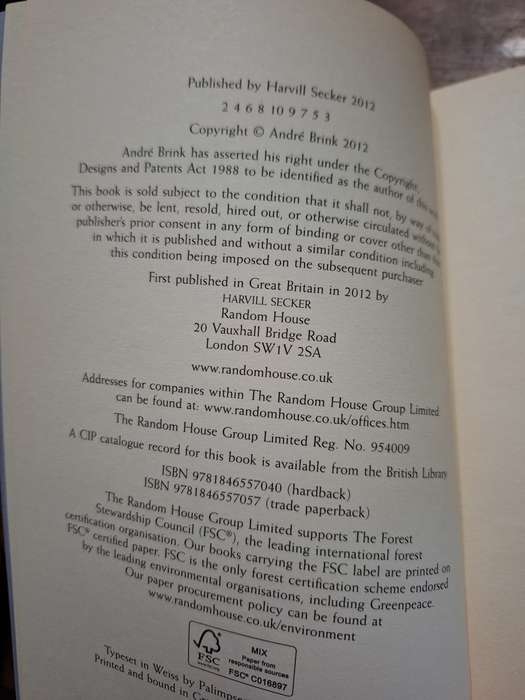 Published by Harvill Secker 2012
2 4 6 8 10 9 7 5 3
Copyright © André Brink 2012
André Brink has asserted his right under the Copyright,
Designs and Patents Act 1988 to be identified as the author of this work
This book is sold subject to the condition that it shall not, by way of
or otherwise, be lent, resold, hired out, or otherwise circulated without the
publisher's prior consent in any form of binding or cover other than that
in which it is published and without a similar condition including
this condition being imposed on the subsequent purchaser
First published in Great Britain in 2012 by
HARVILL SECKER
Random House
20 Vauxhall Bridge Road
London SW1V 2SA
www.randomhouse.co.uk
Addresses for companies within The Random House Group Limited
can be found at: www.randomhouse.co.uk/offices.htm
The Random House Group Limited Reg. No. 954009
A CIP catalogue record for this book is available from the British Library
ISBN 9781846557040 (hardback)
ISBN 9781846557057 (trade paperback)
The Random House Group Limited supports The Forest
Stewardship Council (FSC®), the leading international forest
certification organisation. Our books carrying the FSC label are printed on
FSC® certified paper. FSC is the only forest certification scheme endorsed
by the leading environmental organisations, including Greenpeace.
Our paper procurement policy can be found at
www.randomhouse.co.uk/environment
FSC
www.fsc.org
MIX
Paper from
responsible sources
FSC® C016897
Typeset in Weiss by
Printed and bound in